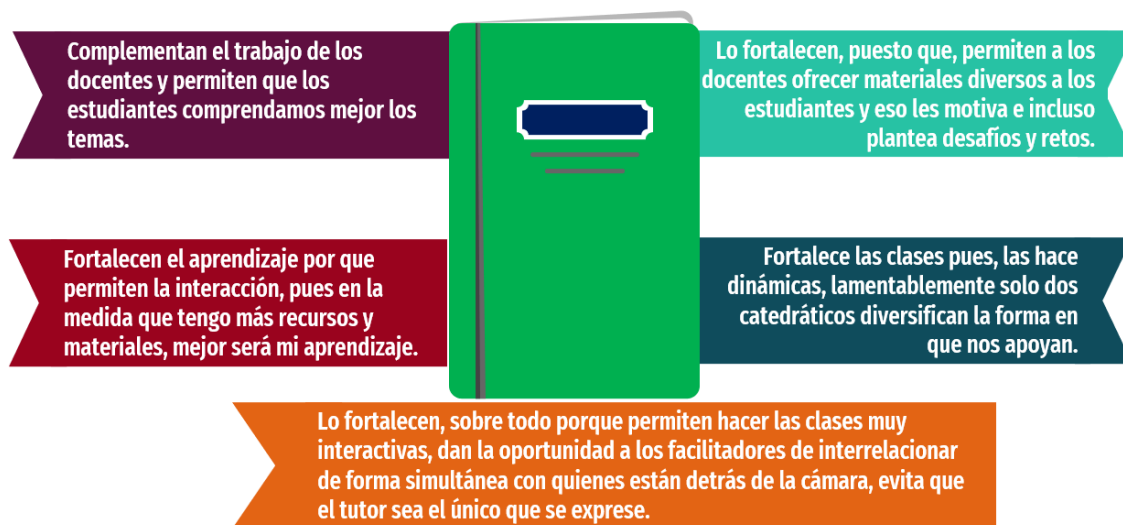 Complementan el trabajo de los
docentes y permiten que los
estudiantes comprendamos mejor los
temas.
Lo fortalecen, puesto que, permiten a los
docentes ofrecer materiales diversos a los
estudiantes y eso les motiva e incluso
plantea desafíos y retos.
Fortalecen el aprendizaje por que
permiten la interacción, pues en la
medida que tengo más recursos y
materiales, mejor será mi aprendizaje.
Fortalece las clases pues, las hace
dinámicas, lamentablemente solo dos
catedráticos diversifican la forma en
que nos apoyan.
Lo fortalecen, sobre todo porque permiten hacer las clases muy
interactivas, dan la oportunidad a los facilitadores de interrelacionar
de forma simultánea con quienes están detrás de la cámara, evita que
el tutor sea el único que se exprese.